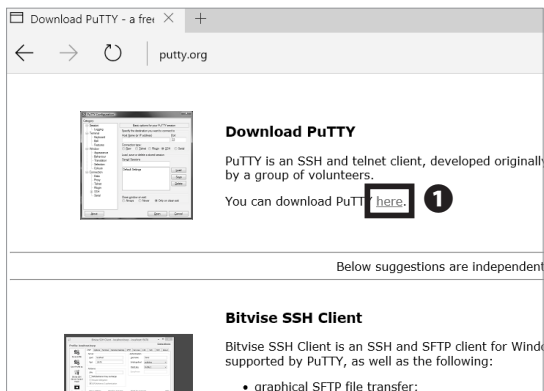 Download PuTTY - a free
putty.org
Download PuTTY
PuTTY is an SSH and telnet client, developed originally
by a group of volunteers.
You can download PuTTY here.
1
Below suggestions are independent
Bitvise SSH Client
Bitvise SSH Client is an SSH and SFTP client for Windo
supported by PuTTY, as well as the following:
• graphical SFTP file transfer;